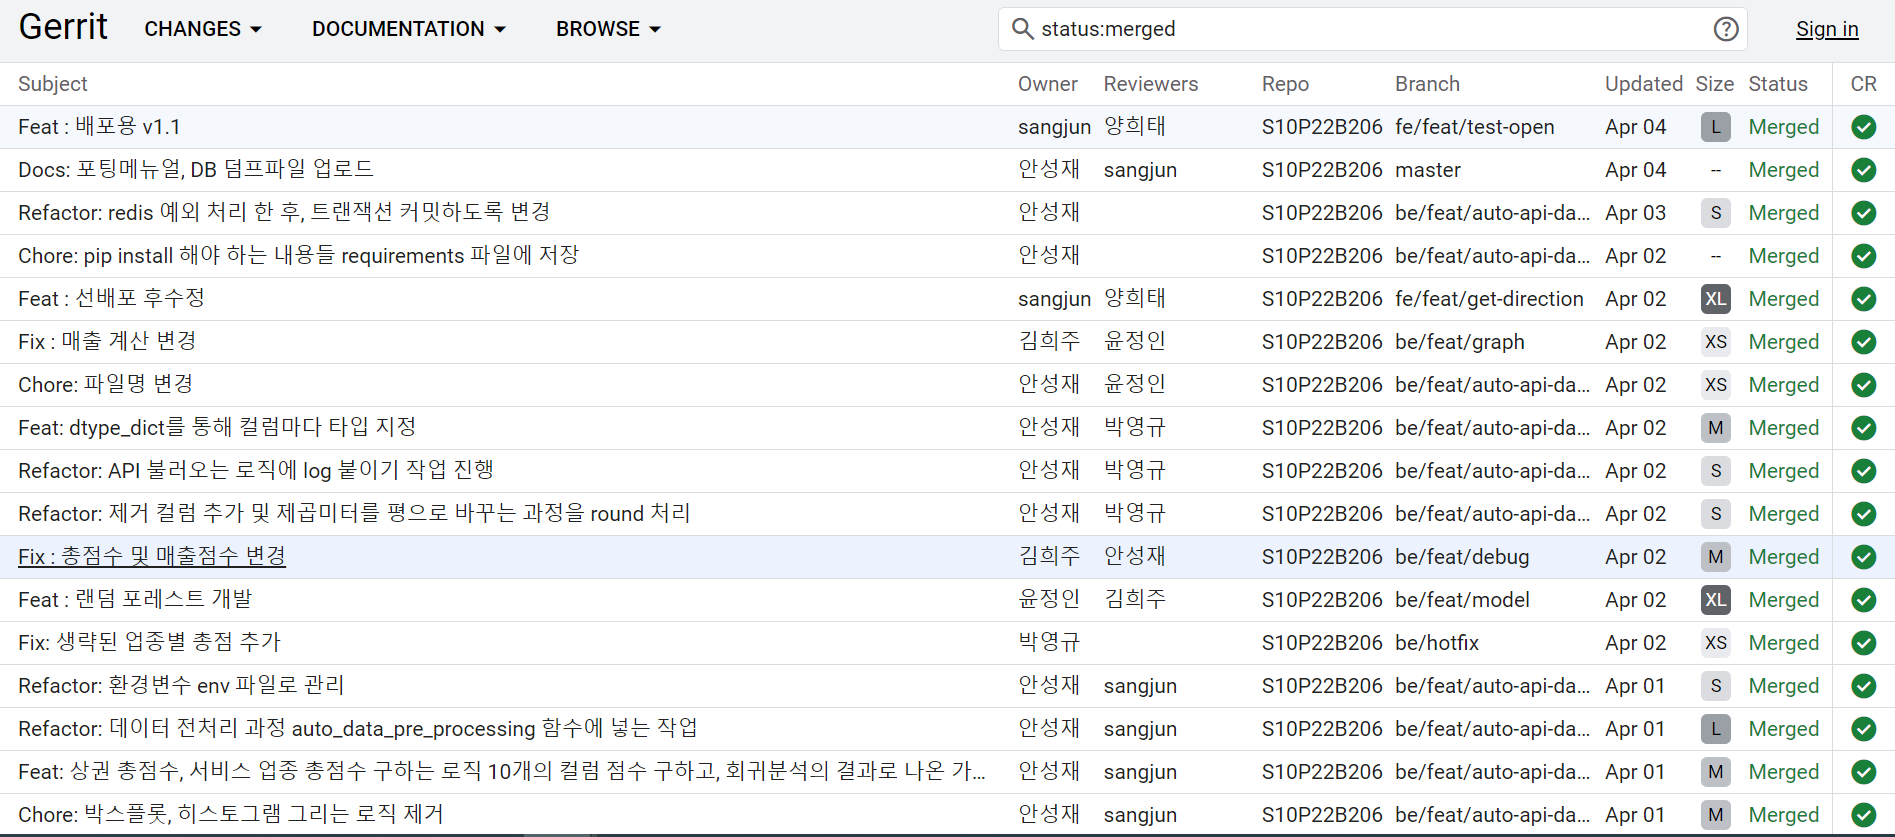 Gerrit CHANGES DOCUMENTATION BROWSE status:merged Sign in
Subject Owner Reviewers Repo Branch Updated Size Status CR
Feat : 배포용 v1.1 sangjun 양희태 S10P22B206 fe/feat/test-open Apr 04 L Merged
Docs: 포팅메뉴얼, DB 덤프파일 업로드 안성재 sangjun S10P22B206 master Apr 04 -- Merged
Refactor: redis 예외 처리 한 후, 트랜잭션 커밋하도록 변경 안성재 S10P22B206 be/feat/auto-api-da... Apr 03 S Merged
Chore: pip install 해야 하는 내용들 requirements 파일에 저장 안성재 S10P22B206 be/feat/auto-api-da... Apr 02 -- Merged
Feat : 선배포 후수정 sangjun 양희태 S10P22B206 fe/feat/get-direction Apr 02 XL Merged
Fix : 매출 계산 변경 김희주 윤정인 S10P22B206 be/feat/graph Apr 02 XS Merged
Chore: 파일명 변경 안성재 윤정인 S10P22B206 be/feat/auto-api-da... Apr 02 XS Merged
Feat: dtype_dict를 통해 컬럼마다 타입 지정 안성재 박영규 S10P22B206 be/feat/auto-api-da... Apr 02 M Merged
Refactor: API 불러오는 로직에 log 붙이기 작업 진행 안성재 박영규 S10P22B206 be/feat/auto-api-da... Apr 02 S Merged
Refactor: 제거 컬럼 추가 및 제곱미터를 평으로 바꾸는 과정을 round 처리 안성재 박영규 S10P22B206 be/feat/auto-api-da... Apr 02 S Merged
Fix : 총점수 및 매출점수 변경 김희주 안성재 S10P22B206 be/feat/debug Apr 02 M Merged
Feat : 랜덤 포레스트 개발 윤정인 김희주 S10P22B206 be/feat/model Apr 02 XL Merged
Fix: 생략된 업종별 총점 추가 박영규 S10P22B206 be/hotfix Apr 02 XS Merged
Refactor: 환경변수 env 파일로 관리 안성재 sangjun S10P22B206 be/feat/auto-api-da... Apr 01 S Merged
Refactor: 데이터 전처리 과정 auto_data_pre_processing 함수에 넣는 작업 안성재 sangjun S10P22B206 be/feat/auto-api-da... Apr 01 L Merged
Feat: 상권 총점수, 서비스 업종 총점수 구하는 로직 10개의 컬럼 점수 구하고, 회귀분석의 결과로 나온 가... 안성재 sangjun S10P22B206 be/feat/auto-api-da... Apr 01 M Merged
Chore: 박스플롯, 히스토그램 그리는 로직 제거 안성재 sangjun S10P22B206 be/feat/auto-api-da... Apr 01 M Merged